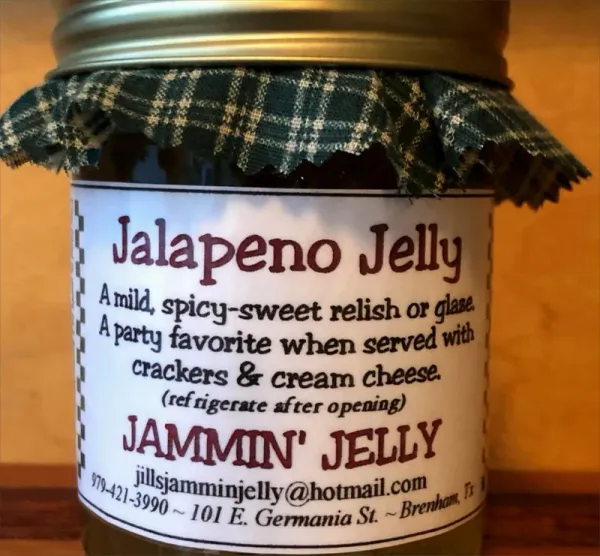 Jalapeno Jelly
A mild, spicy-sweet relish or glaze.
A party favorite when served with
crackers & cream cheese.
(refrigerate after opening)
JAMMIN' JELLY
jillsjamminjelly@hotmail.com
979-421-3990 ~ 101 E. Germania St. ~ Brenham, Tx